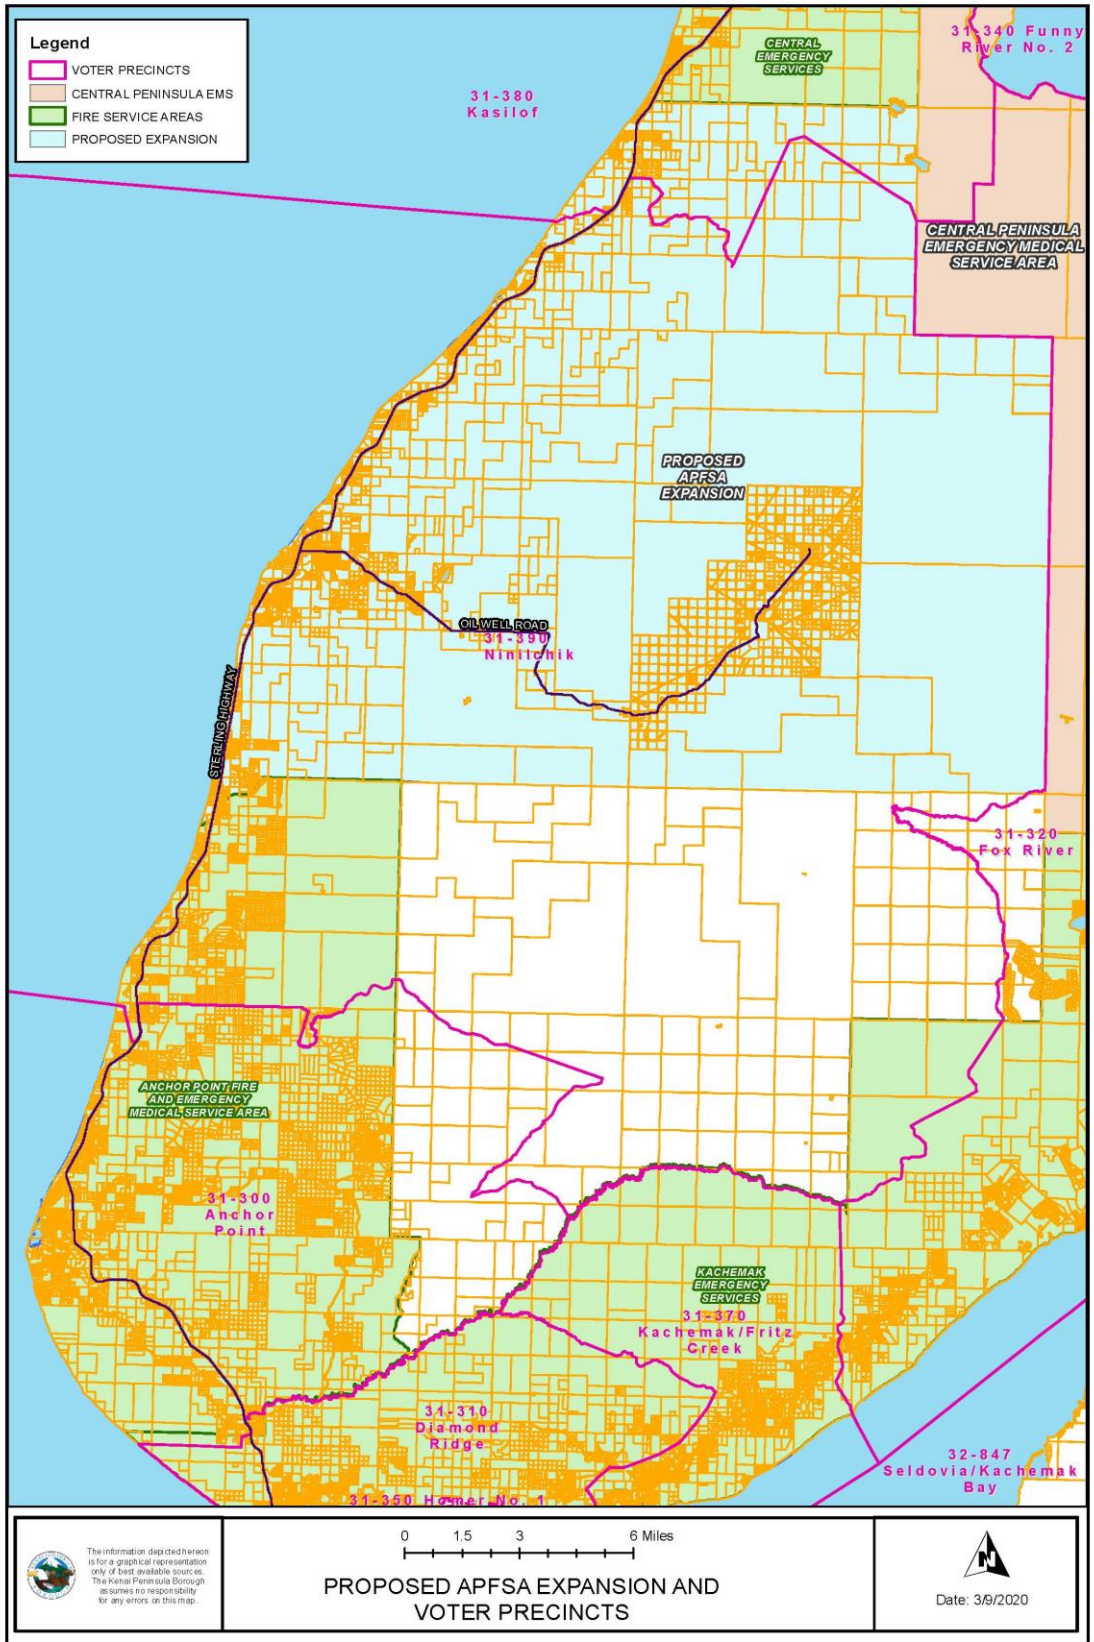 Legend
VOTER PRECINCTS
CENTRAL PENINSULA EMS
FIRE SERVICE AREAS
PROPOSED EXPANSION
31-380
Kasilof
CENTRAL
EMERGENCY
SERVICES
31-340 Funny
River No. 2
CENTRAL PENINSULA
EMERGENCY MEDICAL
SERVICE AREA
PROPOSED
APFSA
EXPANSION
OIL WELL ROAD
31-390
Ninilchik
STERLING HIGHWAY
31-320
Fox River
ANCHOR POINT FIRE
AND EMERGENCY
MEDICAL SERVICE AREA
31-300
Anchor
Point
KACHEMAK
EMERGENCY
SERVICES
31-370
Kachemak/Fritz
Creek
31-310
Diamond
Ridge
32-847
Seldovia/Kachemak
Bay
31-350 Homer No. 1
The information depicted hereon
is for a graphical representation
only of best available sources.
The Kenai Peninsula Borough
assumes no responsibility
for any errors on this map.
0 1.5 3 6 Miles
PROPOSED APFSA EXPANSION AND
VOTER PRECINCTS
N
Date: 3/9/2020